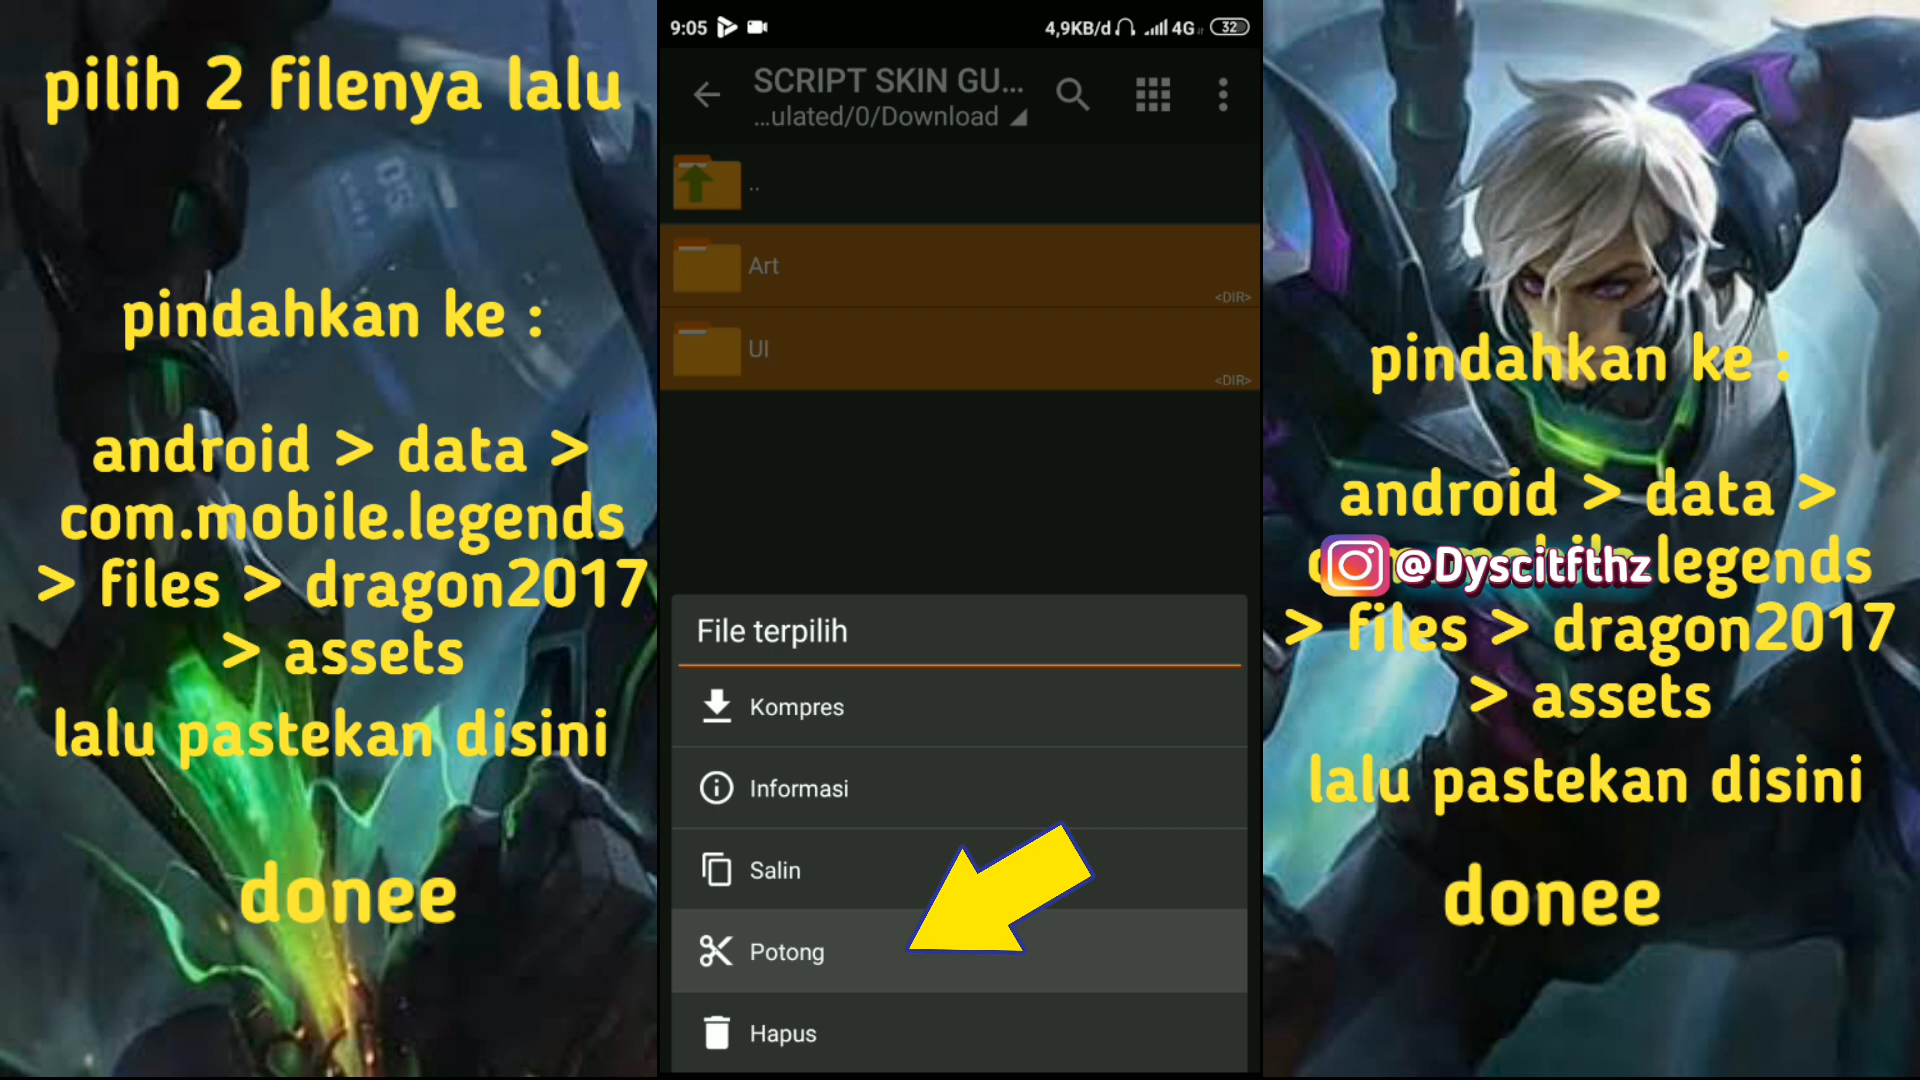 pilih 2 filenya lalu
pindahkan ke :
android > data >
com.mobile.legends
> files > dragon2017
> assets
lalu pastekan disini
donee
9:05
4,9KB/d
4G
32
SCRIPT SKIN GU...
...ulated/0/Download
..
Art
<DIR>
UI
<DIR>
File terpilih
Kompres
Informasi
Salin
Potong
Hapus
pindahkan ke :
android > data >
legends
@Dyscitfthz
> files > dragon2017
> assets
lalu pastekan disini
donee